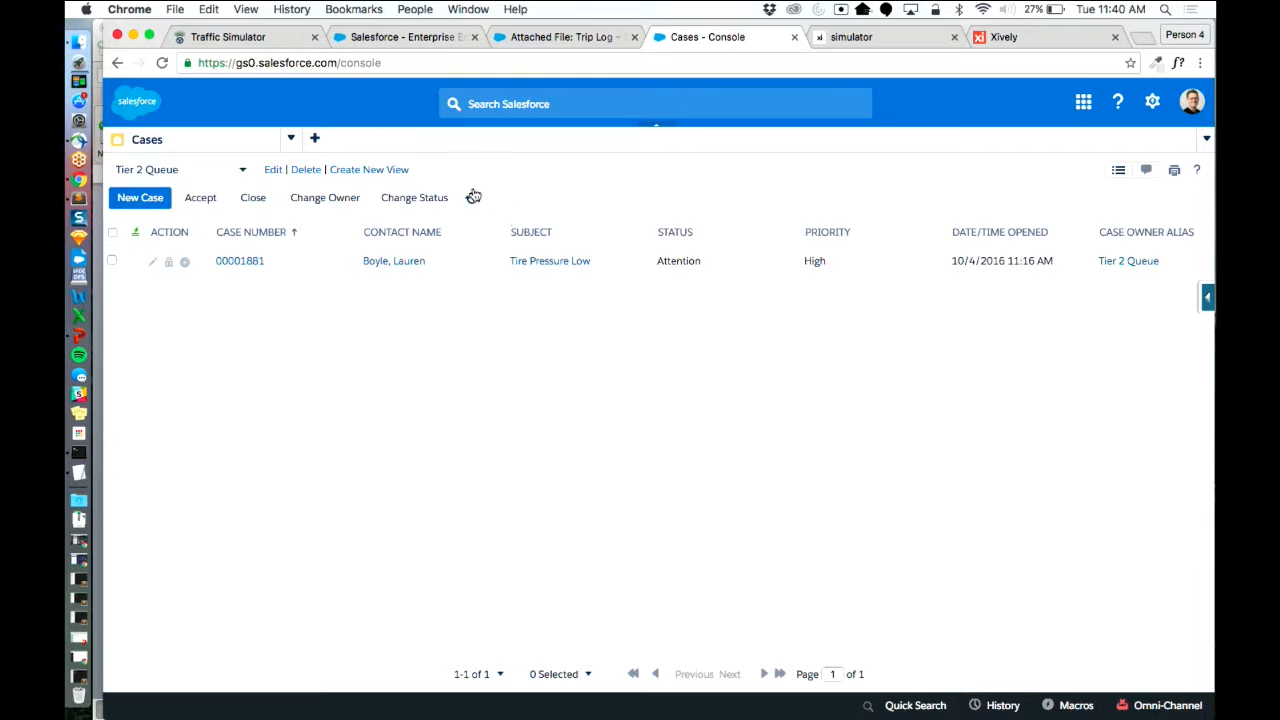 Chrome File Edit View History Bookmarks People Window Help 27% Tue 11:40 AM
Traffic Simulator Salesforce - Enterprise E Attached File: Trip Log - Cases - Console xi simulator xi Xively Person 4
https://gs0.salesforce.com/console f?
salesforce Search Salesforce ?
Cases
Tier 2 Queue Edit | Delete | Create New View ?
New Case Accept Close Change Owner Change Status
ACTION CASE NUMBER CONTACT NAME SUBJECT STATUS PRIORITY DATE/TIME OPENED CASE OWNER ALIAS
00001881 Boyle, Lauren Tire Pressure Low Attention High 10/4/2016 11:16 AM Tier 2 Queue
1-1 of 1 0 Selected Previous Next Page 1 of 1
Quick Search History Macros Omni-Channel